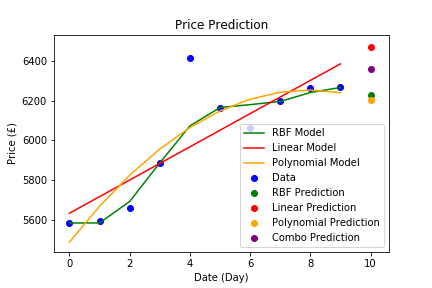 Price Prediction
6400
6200
6000
5800
5600
Price (£)
0
2
4
6
8
10
Date (Day)
RBF Model
Linear Model
Polynomial Model
Data
RBF Prediction
Linear Prediction
Polynomial Prediction
Combo Prediction